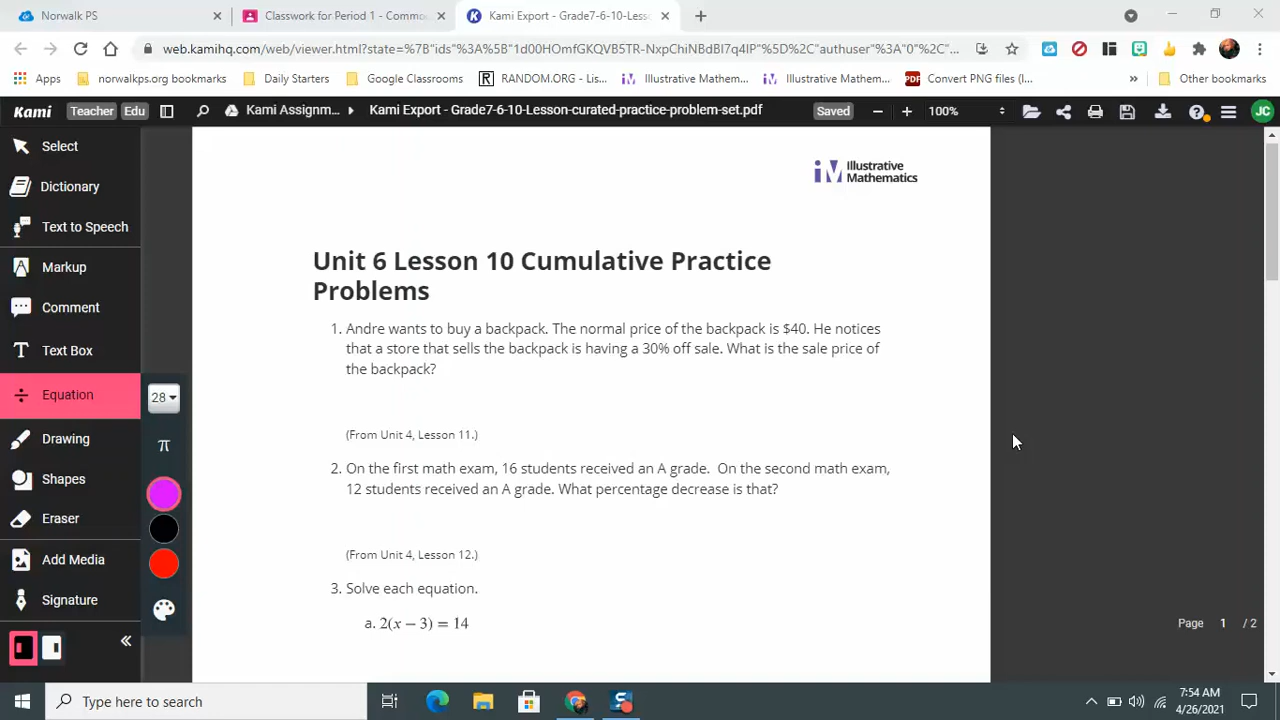 Norwalk PS
Classwork for Period 1 - Commo
Kami Export - Grade7-6-10-Less
web.kamihq.com/web/viewer.html?state=%7B"ids"%3A%5B"1d00HOmfGKQVB5TR-NxpChiNBdBI7q4IP"%5D%2C"authuser"%3A"0"%2C"...
Apps
norwalkps.org bookmarks
Daily Starters
Google Classrooms
RANDOM.ORG - Lis...
Illustrative Mathem...
Illustrative Mathem...
PDF
Convert PNG files (I...
»
Other bookmarks
Kami
Teacher
Edu
Kami Assignm...
Kami Export - Grade7-6-10-Lesson-curated-practice-problem-set.pdf
Saved
100%
JC
Select
Dictionary
Text to Speech
Markup
Comment
Text Box
Equation
Drawing
Shapes
Eraser
Add Media
Signature
28
π
Illustrative
Mathematics
Unit 6 Lesson 10 Cumulative Practice
Problems
1. Andre wants to buy a backpack. The normal price of the backpack is $40. He notices
that a store that sells the backpack is having a 30% off sale. What is the sale price of
the backpack?
(From Unit 4, Lesson 11.)
2. On the first math exam, 16 students received an A grade. On the second math exam,
12 students received an A grade. What percentage decrease is that?
(From Unit 4, Lesson 12.)
3. Solve each equation.
a. 2(x − 3) = 14
Page 1 / 2
Type here to search
7:54 AM
4/26/2021